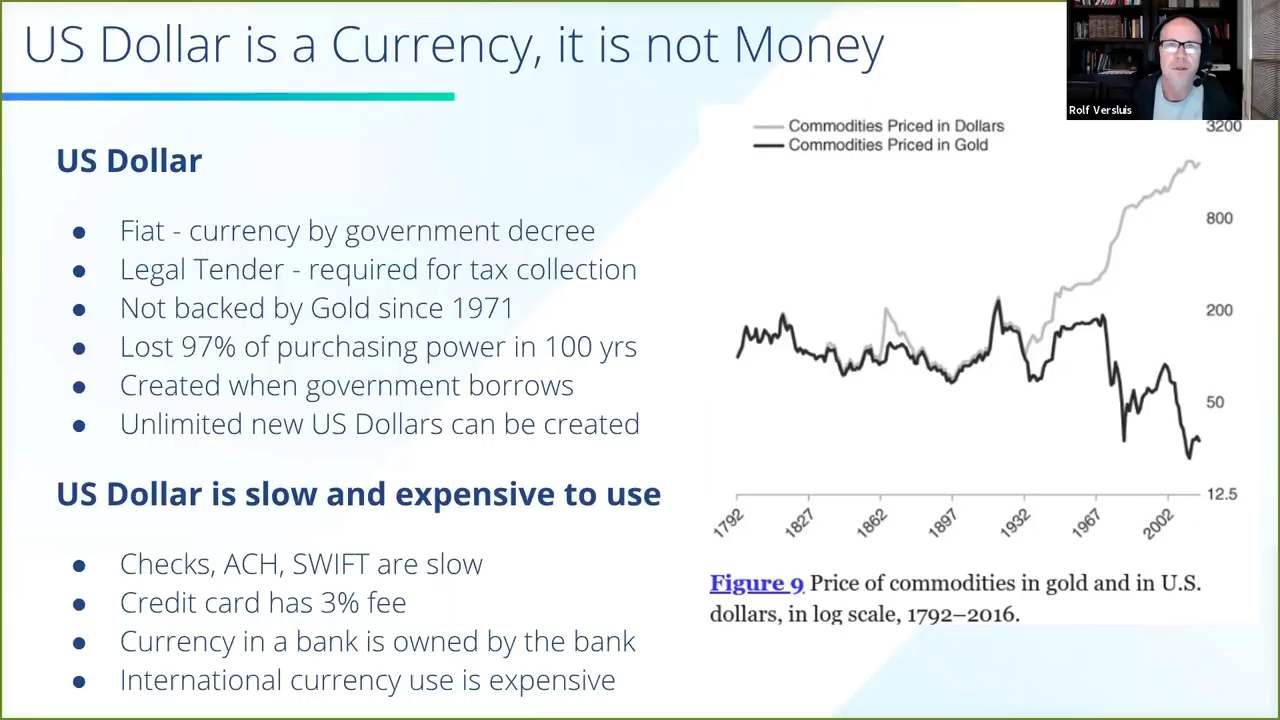 US Dollar is a Currency, it is not Money
Rolf Versluis
US Dollar
● Fiat - currency by government decree
● Legal Tender - required for tax collection
● Not backed by Gold since 1971
● Lost 97% of purchasing power in 100 yrs
● Created when government borrows
● Unlimited new US Dollars can be created
US Dollar is slow and expensive to use
● Checks, ACH, SWIFT are slow
● Credit card has 3% fee
● Currency in a bank is owned by the bank
● International currency use is expensive
Commodities Priced in Dollars
Commodities Priced in Gold
3200
800
200
50
12.5
1792
1827
1862
1897
1932
1967
2002
Figure 9 Price of commodities in gold and in U.S.
dollars, in log scale, 1792–2016.